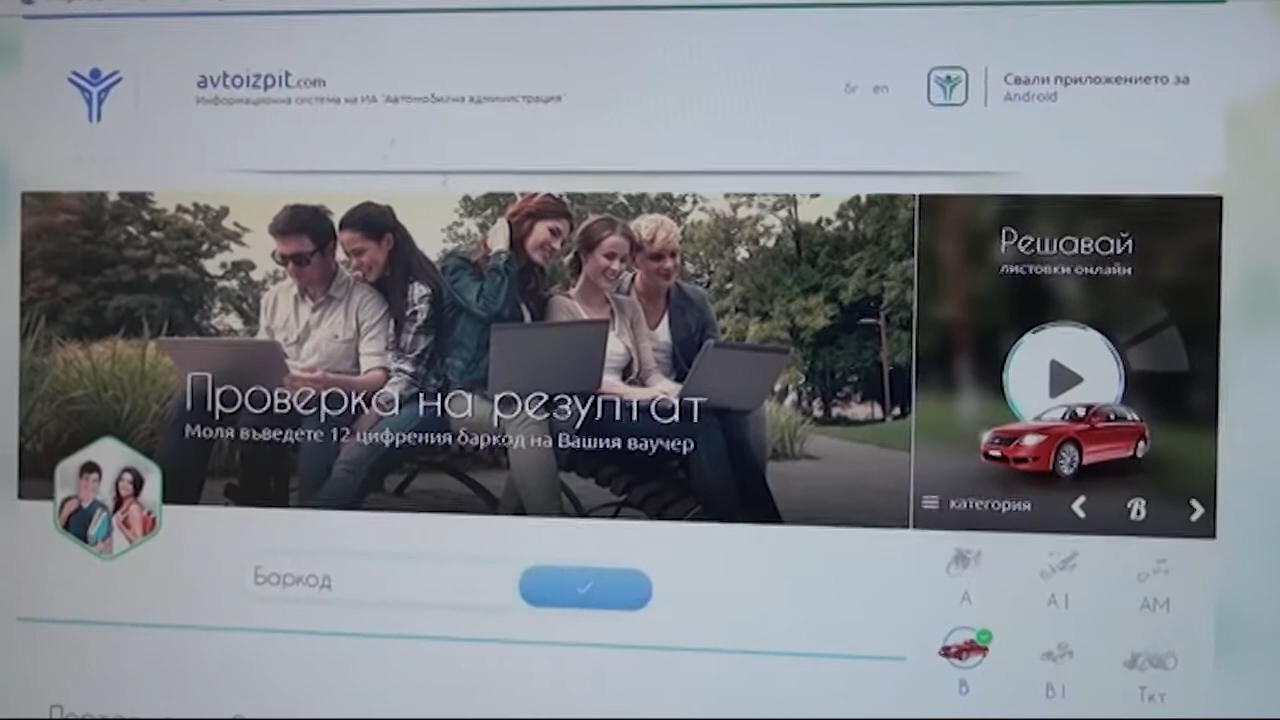 avtoizpit.com
Информационна система на ИА "Автомобилна администрация"
бг en
Свали приложението за
Android
Решавай
листовки онлайн
Проверка на резултат
Моля въведете 12 цифрения баркод на Вашия ваучер
категория
B
Баркод
A A1 AM
B B1 Ткт